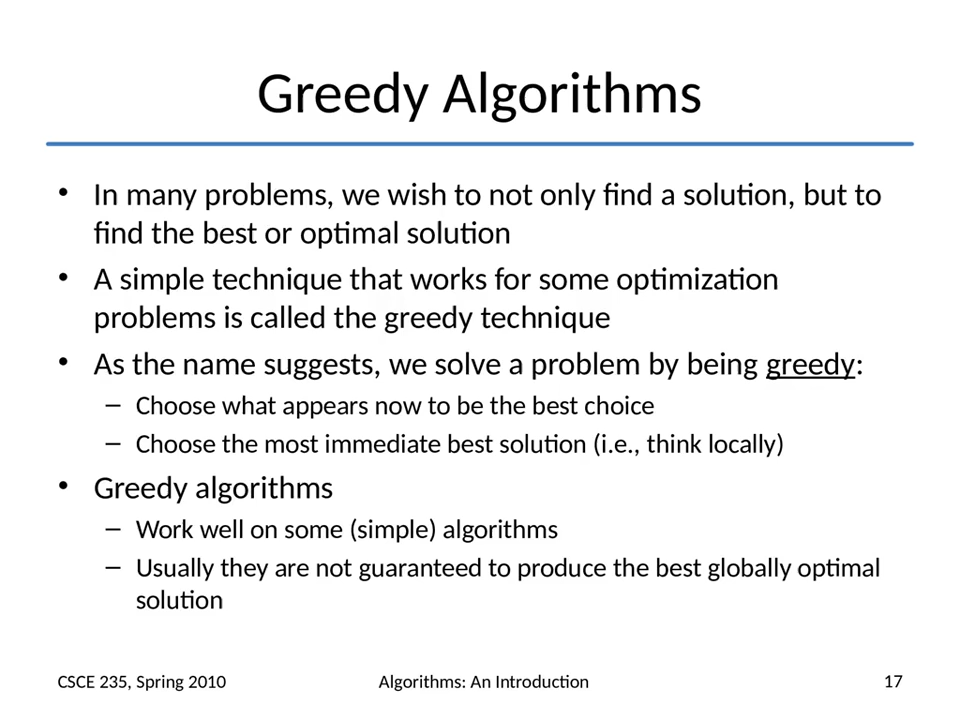 Greedy Algorithms
• In many problems, we wish to not only find a solution, but to
find the best or optimal solution
• A simple technique that works for some optimization
problems is called the greedy technique
• As the name suggests, we solve a problem by being greedy:
– Choose what appears now to be the best choice
– Choose the most immediate best solution (i.e., think locally)
• Greedy algorithms
– Work well on some (simple) algorithms
– Usually they are not guaranteed to produce the best globally optimal
solution
CSCE 235, Spring 2010
Algorithms: An Introduction
17